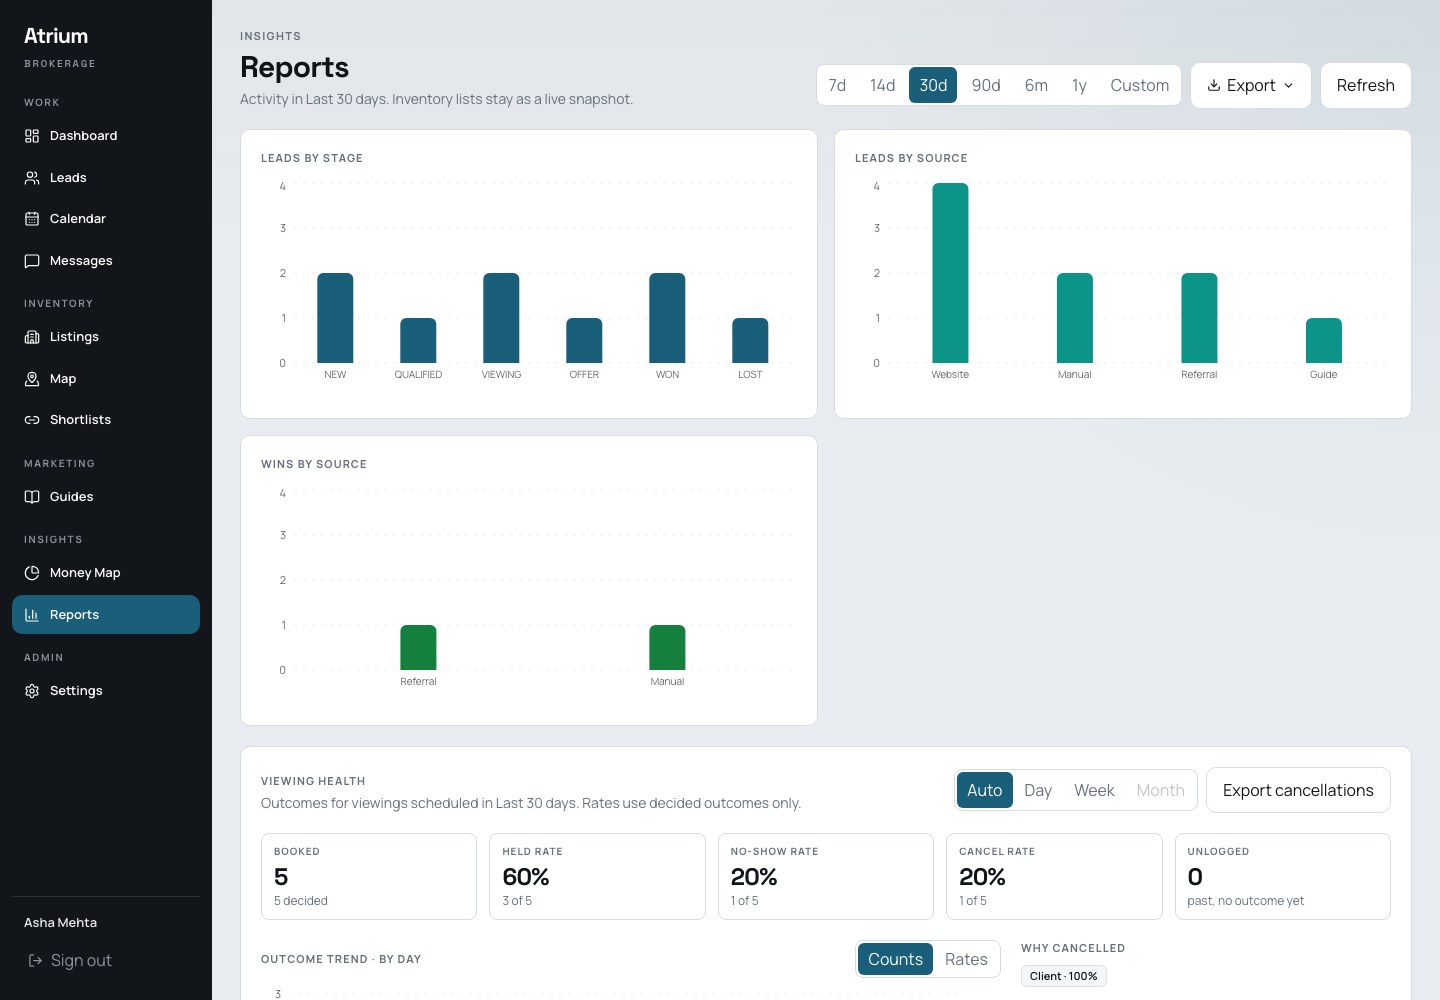 Atrium
BROKERAGE
WORK
Dashboard
Leads
Calendar
Messages
INVENTORY
Listings
Map
Shortlists
MARKETING
Guides
INSIGHTS
Money Map
Reports
ADMIN
Settings
Asha Mehta
Sign out
INSIGHTS
Reports
Activity in Last 30 days. Inventory lists stay as a live snapshot.
7d 14d 30d 90d 6m 1y Custom
Export
Refresh
LEADS BY STAGE
4
3
2
1
0
NEW QUALIFIED VIEWING OFFER WON LOST
LEADS BY SOURCE
4
3
2
1
0
Website Manual Referral Guide
WINS BY SOURCE
4
3
2
1
0
Referral Manual
VIEWING HEALTH
Outcomes for viewings scheduled in Last 30 days. Rates use decided outcomes only.
Auto Day Week Month
Export cancellations
BOOKED
5
5 decided
HELD RATE
60%
3 of 5
NO-SHOW RATE
20%
1 of 5
CANCEL RATE
20%
1 of 5
UNLOGGED
0
past, no outcome yet
OUTCOME TREND · BY DAY
Counts Rates
3
WHY CANCELLED
Client · 100%